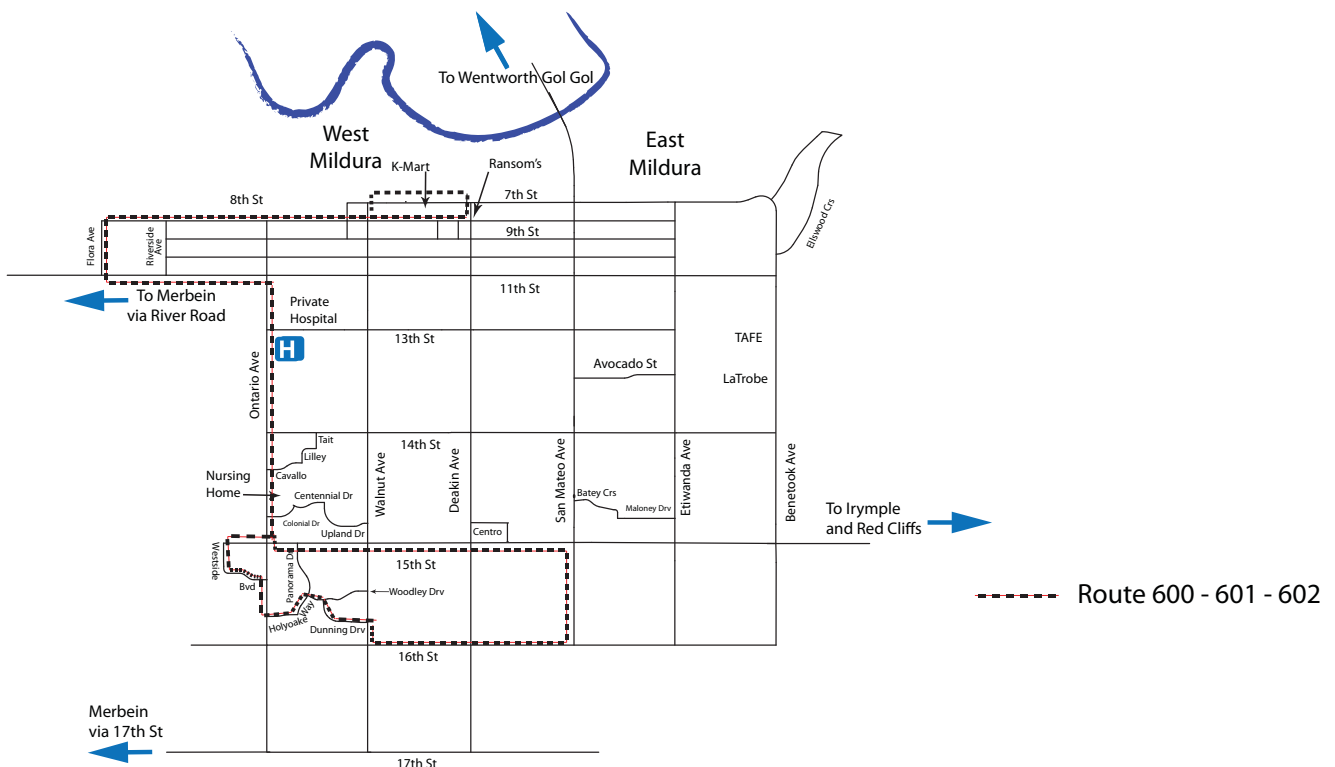 To Wentworth Gol Gol
West
Mildura
East
Mildura
K-Mart
Ransom's
8th St
7th St
9th St
Flora Ave
Riverside
Ave
Ellswood Crs
11th St
To Merbein
via River Road
Private
Hospital
H
13th St
TAFE
Avocado St
LaTrobe
Ontario Ave
Tait
14th St
Lilley
Cavallo
Nursing
Home
Centennial Dr
Colonial Dr
Upland Dr
Walnut Ave
Deakin Ave
San Mateo Ave
Etiwanda Ave
Benetook Ave
Batey Crs
Maloney Drv
Centro
To Irymple
and Red Cliffs
Westside
Bvd
Panorama Dr
15th St
Woodley Drv
Holyoake
Way
Dunning Drv
Route 600 - 601 - 602
16th St
Merbein
via 17th St
17th St